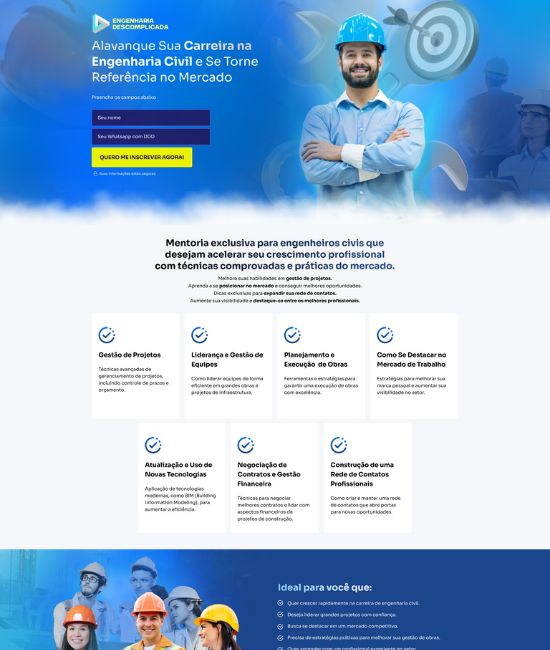 ENGENHARIA
DESCOMPLICADA
Alavanque Sua Carreira na
Engenharia Civil e Se Torne
Referência no Mercado
Preencha os campos abaixo
Seu nome
Seu Whatsapp com DDD
QUERO ME INSCREVER AGORA!
Suas informações estão seguras
Mentoria exclusiva para engenheiros civis que
desejam acelerar seu crescimento profissional
com técnicas comprovadas e práticas do mercado.
Melhore suas habilidades em gestão de projetos.
Aprenda a se posicionar no mercado e conseguir melhores oportunidades.
Dicas exclusivas para expandir sua rede de contatos.
Aumente sua visibilidade e destaque-se entre os melhores profissionais.
Gestão de Projetos
Técnicas avançadas de
gerenciamento de projetos,
incluindo controle de prazos e
orçamento.
Liderança e Gestão de
Equipes
Como liderar equipes de forma
eficiente em grandes obras e
projetos de infraestrutura.
Planejamento e
Execução de Obras
Ferramentas e estratégias para
garantir uma execução de obras
com excelência.
Como Se Destacar no
Mercado de Trabalho
Estratégias para melhorar sua
marca pessoal e aumentar sua
visibilidade no setor.
Atualização e Uso de
Novas Tecnologias
Aplicação de tecnologias
modernas, como BIM (Building
Information Modeling), para
aumentar a eficiência.
Negociação de
Contratos e Gestão
Financeira
Técnicas para negociar
melhores contratos e lidar com
aspectos financeiros de
projetos de construção.
Construção de uma
Rede de Contatos
Profissionais
Como criar e manter uma rede
de contatos que abre portas
para novas oportunidades.
Ideal para você que:
Quer crescer rapidamente na carreira de engenharia civil.
Deseja liderar grandes projetos com confiança.
Busca se destacar em um mercado competitivo.
Precisa de estratégias práticas para melhorar sua gestão de obras.
Quer aprender com um profissional experiente no setor.